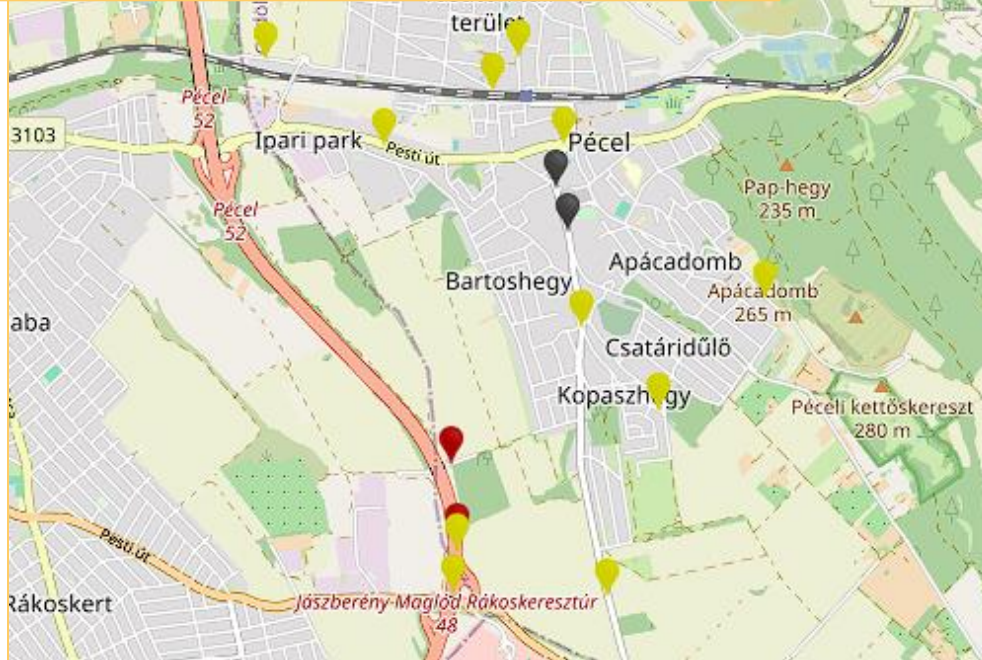 terület
Pécel
52
3103
Ipari park
Pesti út
Pécel
Pap-hegy
235 m
Pécel
52
Bartoshegy
Apácadomb
Apácadomb
265 m
aba
Csatáridűlő
Kopaszhegy
Péceli kettőskereszt
280 m
Pesti út
Rákoskert
Jászberény-Maglód Rákoskeresztúr
48